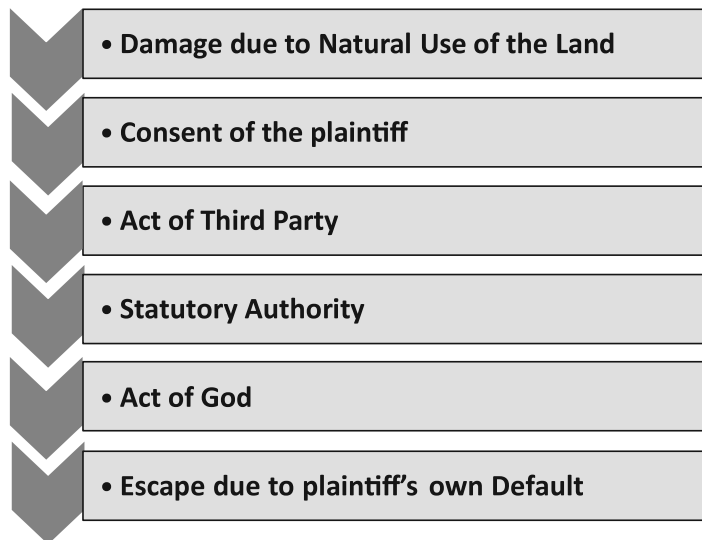 • Damage due to Natural Use of the Land
• Consent of the plaintiff
• Act of Third Party
• Statutory Authority
• Act of God
• Escape due to plaintiff's own Default